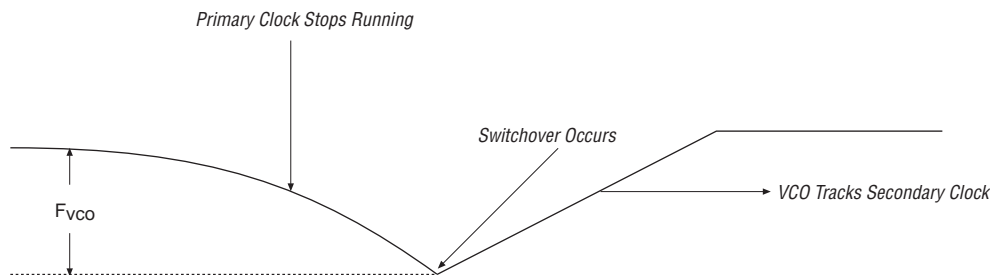 Primary Clock Stops Running
Switchover Occurs
VCO Tracks Secondary Clock
FVCO